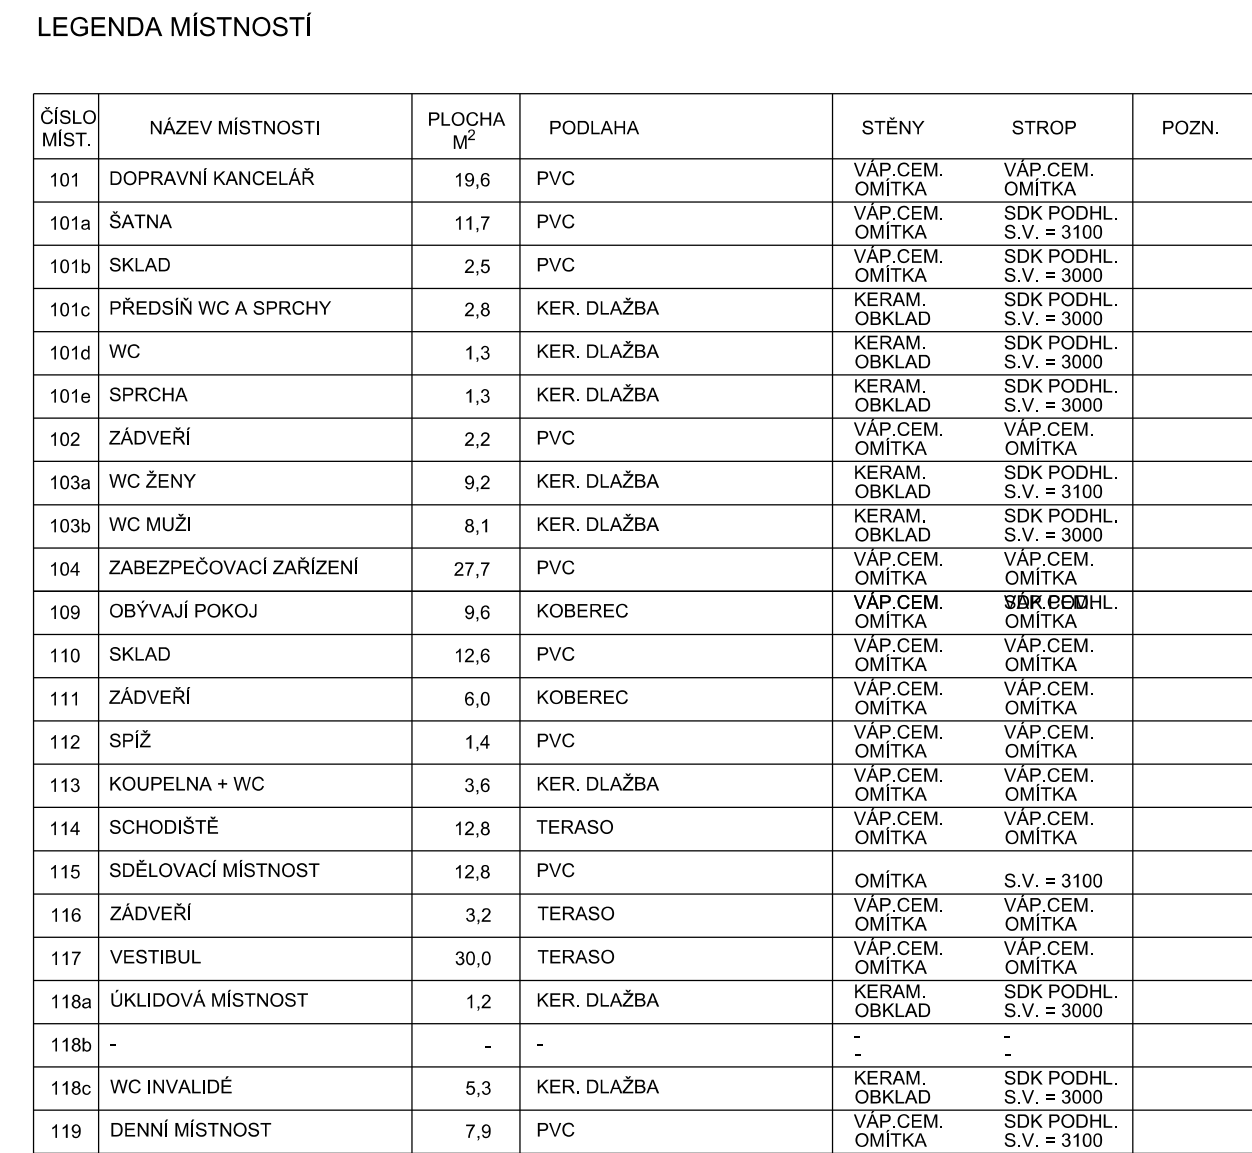 LEGENDA MÍSTNOSTÍ
ČÍSLO MÍST. NÁZEV MÍSTNOSTI PLOCHA M2 PODLAHA STĚNY STROP POZN.
101 DOPRAVNÍ KANCELÁŘ 19,6 PVC VÁP.CEM. OMÍTKA VÁP.CEM. OMÍTKA
101a ŠATNA 11,7 PVC VÁP.CEM. OMÍTKA SDK PODHL. S.V. = 3100
101b SKLAD 2,5 PVC VÁP.CEM. OMÍTKA SDK PODHL. S.V. = 3000
101c PŘEDSÍŇ WC A SPRCHY 2,8 KER. DLAŽBA KERAM. OBKLAD SDK PODHL. S.V. = 3000
101d WC 1,3 KER. DLAŽBA KERAM. OBKLAD SDK PODHL. S.V. = 3000
101e SPRCHA 1,3 KER. DLAŽBA KERAM. OBKLAD SDK PODHL. S.V. = 3000
102 ZÁDVEŘÍ 2,2 PVC VÁP.CEM. OMÍTKA VÁP.CEM. OMÍTKA
103a WC ŽENY 9,2 KER. DLAŽBA KERAM. OBKLAD SDK PODHL. S.V. = 3100
103b WC MUŽI 8,1 KER. DLAŽBA KERAM. OBKLAD SDK PODHL. S.V. = 3000
104 ZABEZPEČOVACÍ ZAŘÍZENÍ 27,7 PVC VÁP.CEM. OMÍTKA VÁP.CEM. OMÍTKA
109 OBÝVAJÍ POKOJ 9,6 KOBEREC VÁP.CEM. OMÍTKA OMÍTKA
110 SKLAD 12,6 PVC VÁP.CEM. OMÍTKA VÁP.CEM. OMÍTKA
111 ZÁDVEŘÍ 6,0 KOBEREC VÁP.CEM. OMÍTKA VÁP.CEM. OMÍTKA
112 SPÍŽ 1,4 PVC VÁP.CEM. OMÍTKA VÁP.CEM. OMÍTKA
113 KOUPELNA + WC 3,6 KER. DLAŽBA VÁP.CEM. OMÍTKA VÁP.CEM. OMÍTKA
114 SCHODIŠTĚ 12,8 TERASO VÁP.CEM. OMÍTKA VÁP.CEM. OMÍTKA
115 SDĚLOVACÍ MÍSTNOST 12,8 PVC OMÍTKA S.V. = 3100
116 ZÁDVEŘÍ 3,2 TERASO VÁP.CEM. OMÍTKA VÁP.CEM. OMÍTKA
117 VESTIBUL 30,0 TERASO VÁP.CEM. OMÍTKA VÁP.CEM. OMÍTKA
118a ÚKLIDOVÁ MÍSTNOST 1,2 KER. DLAŽBA KERAM. OBKLAD SDK PODHL. S.V. = 3000
118b - - - - - - -
118c WC INVALIDÉ 5,3 KER. DLAŽBA KERAM. OBKLAD SDK PODHL. S.V. = 3000
119 DENNÍ MÍSTNOST 7,9 PVC VÁP.CEM. OMÍTKA SDK PODHL. S.V. = 3100